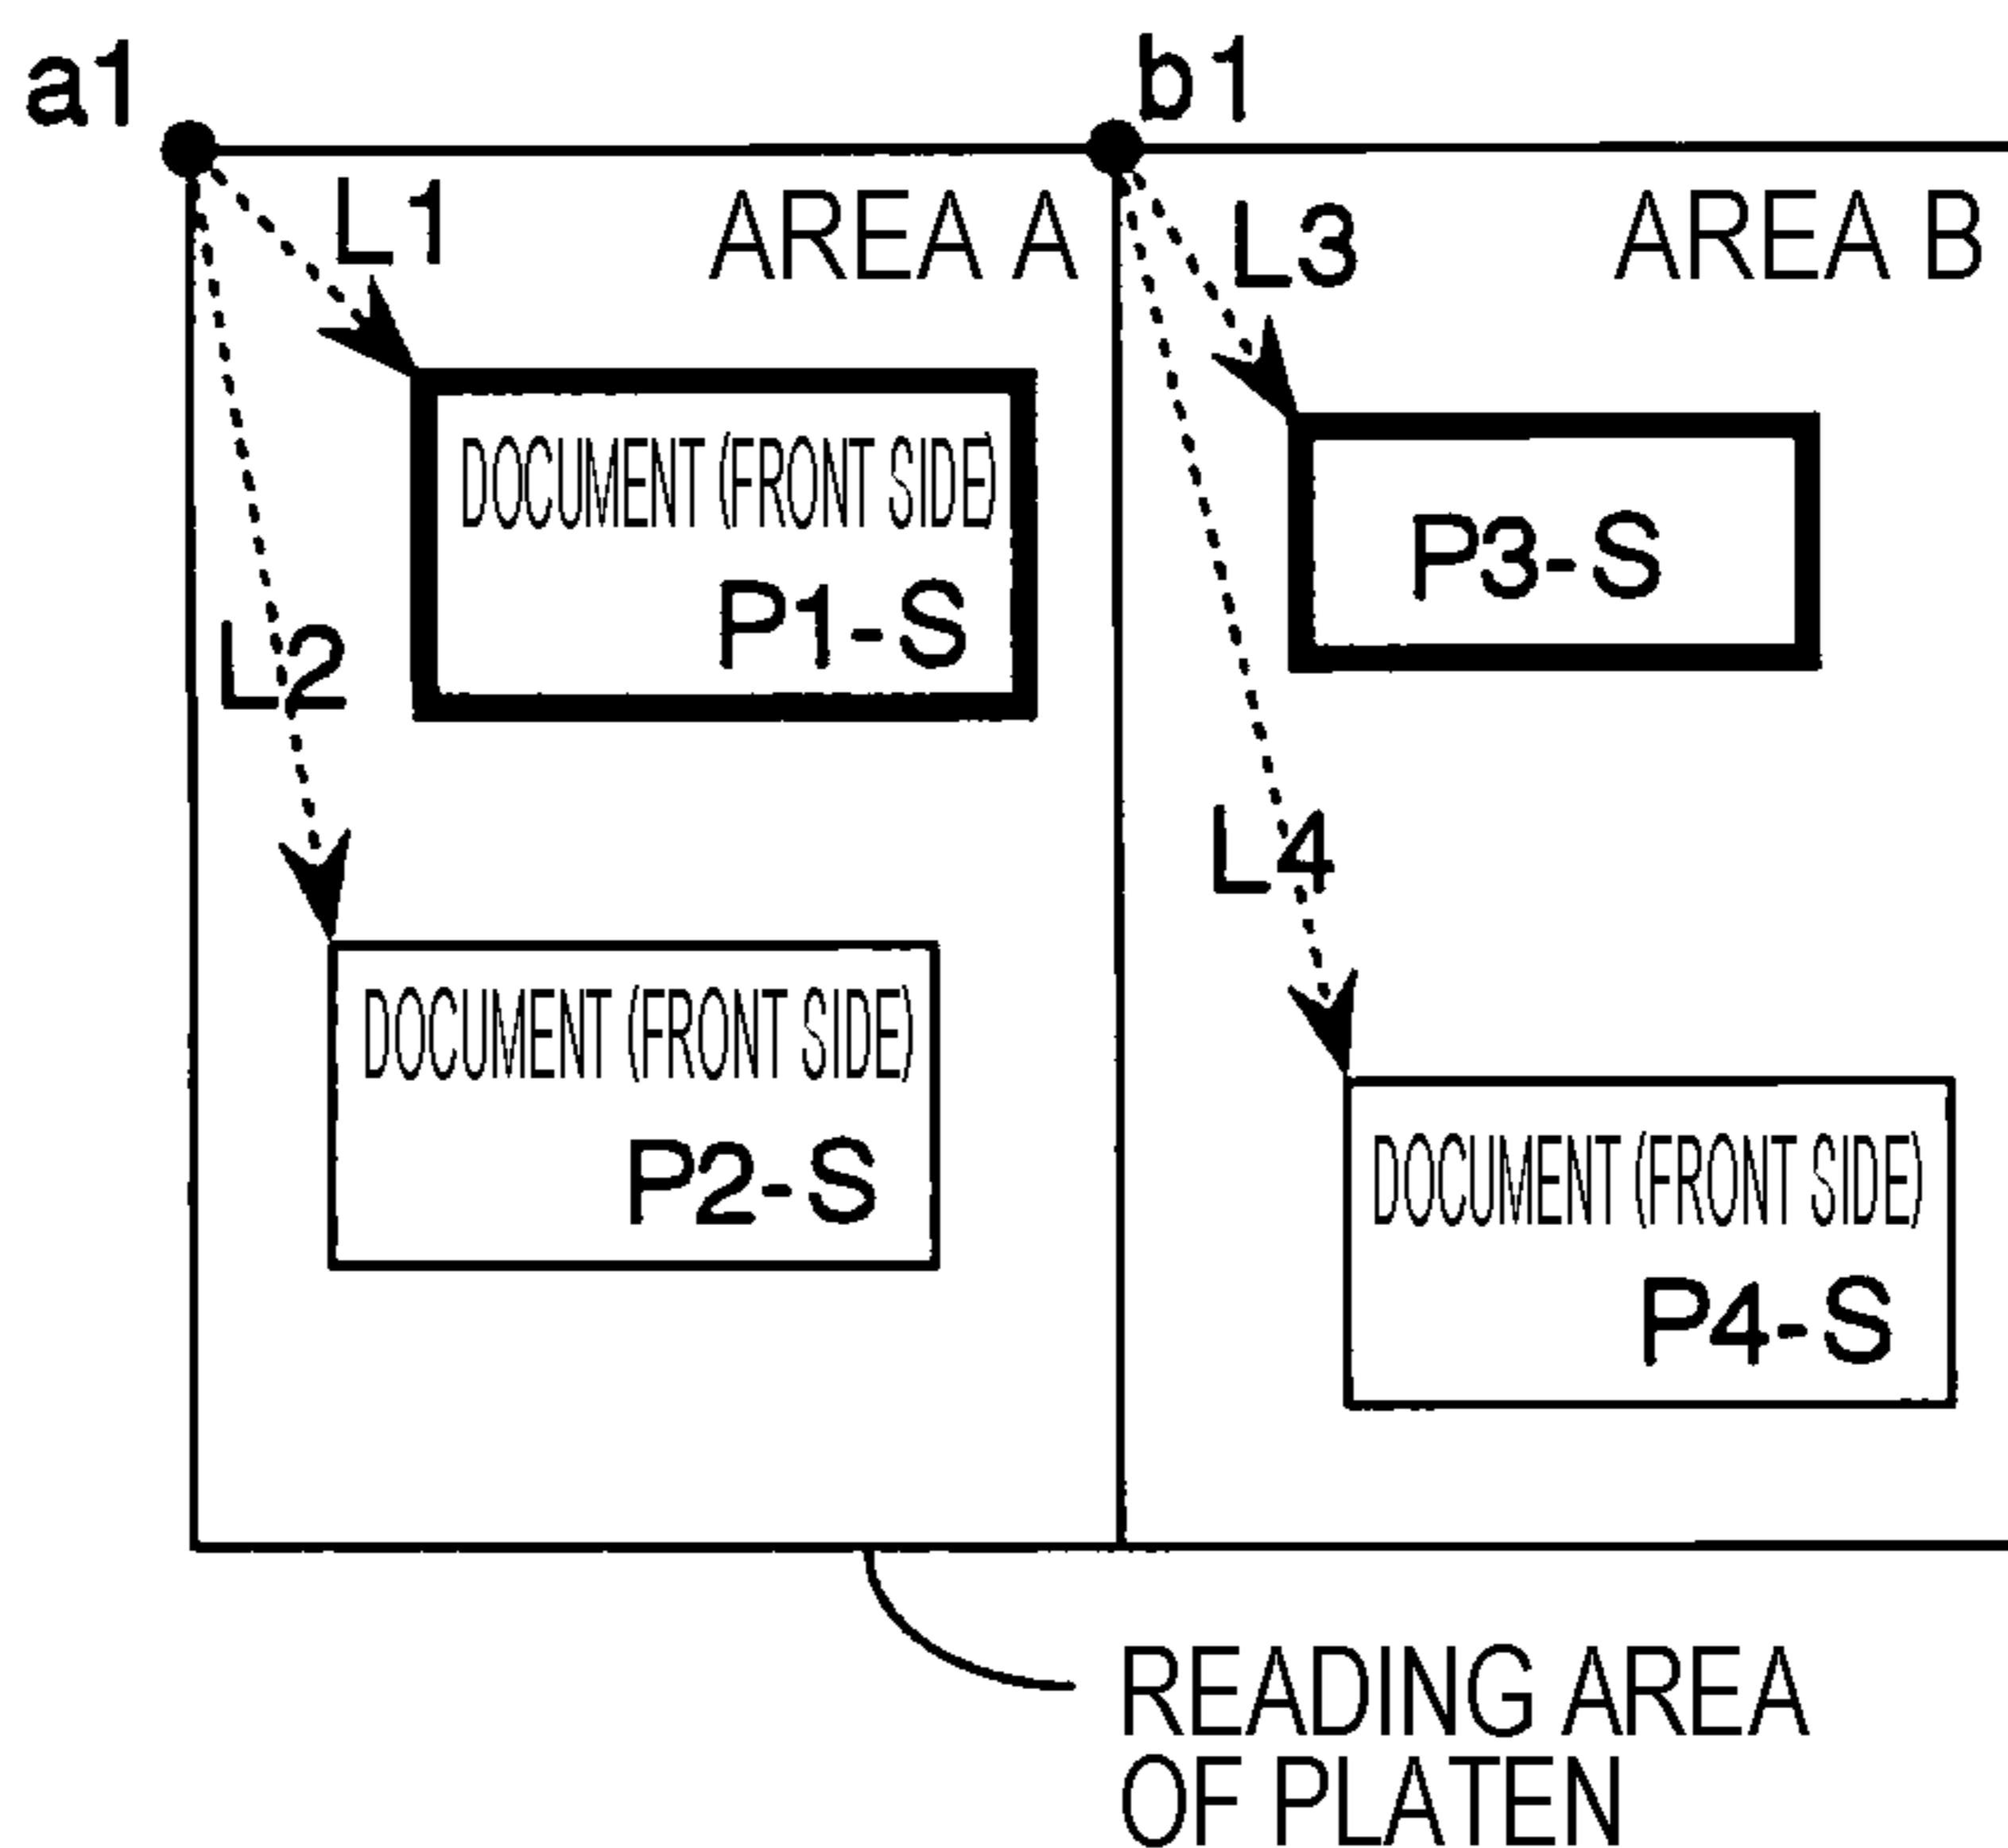 a1
b1
L1
AREA A
L3
AREA B
DOCUMENT (FRONT SIDE)
P1-S
P3-S
L2
L4
DOCUMENT (FRONT SIDE)
P2-S
DOCUMENT (FRONT SIDE)
P4-S
READING AREA
OF PLATEN